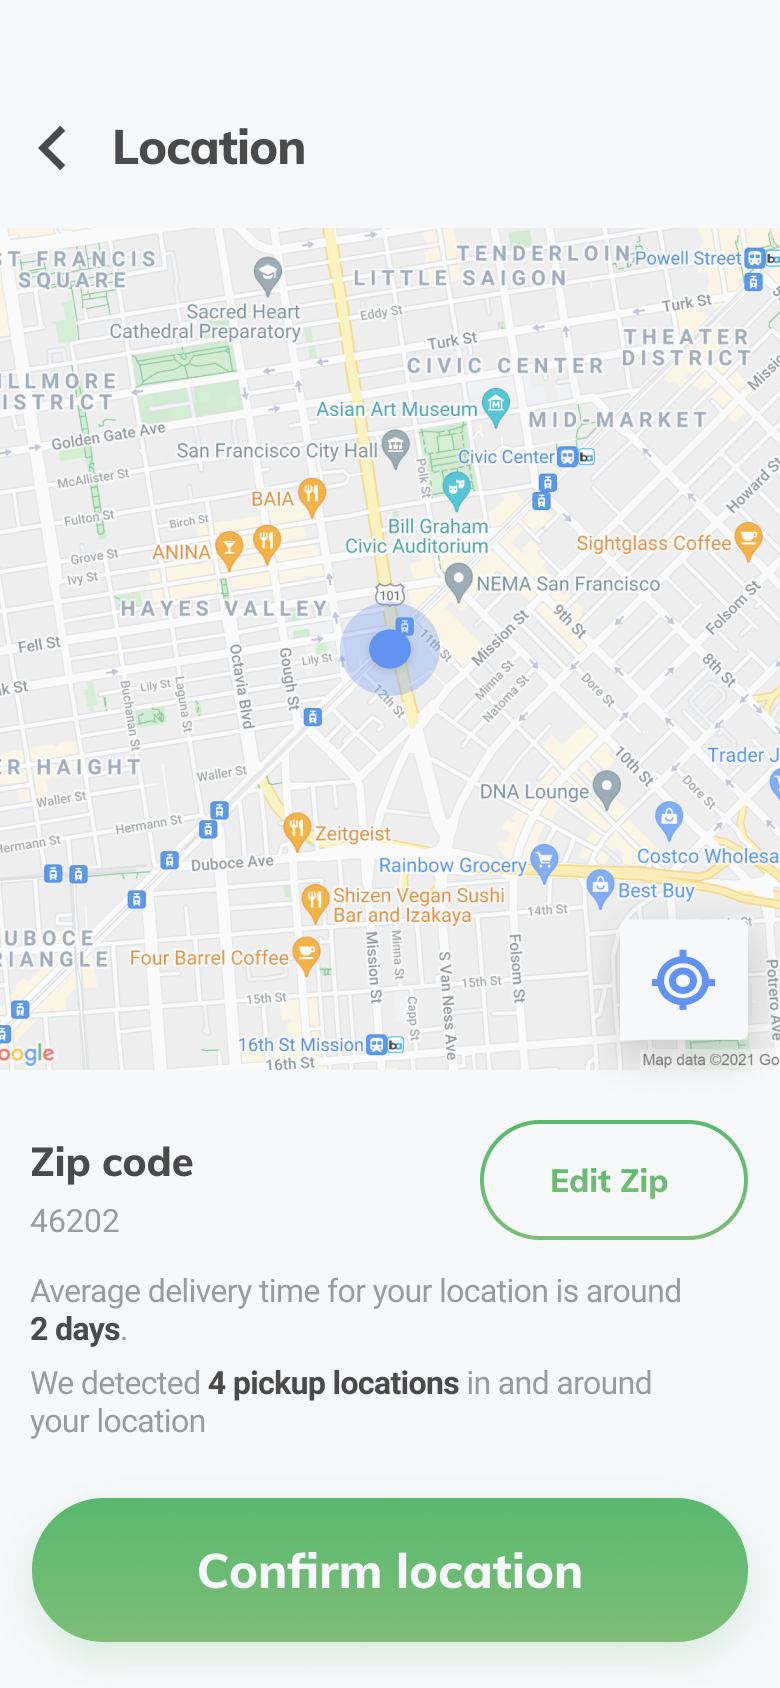 Location
ST FRANCIS
SQUARE
TENDERLOIN
Powell Street
LITTLE SAIGON
Sacred Heart
Cathedral Preparatory
Eddy St
Turk St
Turk St
THEATER
DISTRICT
CIVIC CENTER
ILLMORE
ISTRICT
Missio
Asian Art Museum
MID-MARKET
Golden Gate Ave
San Francisco City Hall
Polk St
Civic Center
McAllister St
Howard St
BAIA
Fulton St
Birch St
Bill Graham
Civic Auditorium
Sightglass Coffee
ANINA
Grove St
Ivy St
NEMA San Francisco
101
HAYES VALLEY
Folsom St
9th St
Mission St
11th St
Fell St
Octavia Blvd
Gough St
Lily St
8th St
Minna St
Natoma St
Dore St
k St
Buchanan St
Lily St
Laguna St
12th St
10th St
Trader J
ER HAIGHT
Waller St
Dore St
Waller St
DNA Lounge
Hermann St
Hermann St
Zeitgeist
Costco Wholesa
Duboce Ave
Rainbow Grocery
Best Buy
Shizen Vegan Sushi
Bar and Izakaya
14th St
UBOCE
RIANGLE
Four Barrel Coffee
Mission St
Minna St
Folsom St
S Van Ness Ave
Potrero Ave
15th St
15th St
Capp St
16th St Mission
oogle
16th St
Map data ©2021 Go
Zip code
46202
Edit Zip
Average delivery time for your location is around
2 days.
We detected 4 pickup locations in and around
your location
Confirm location